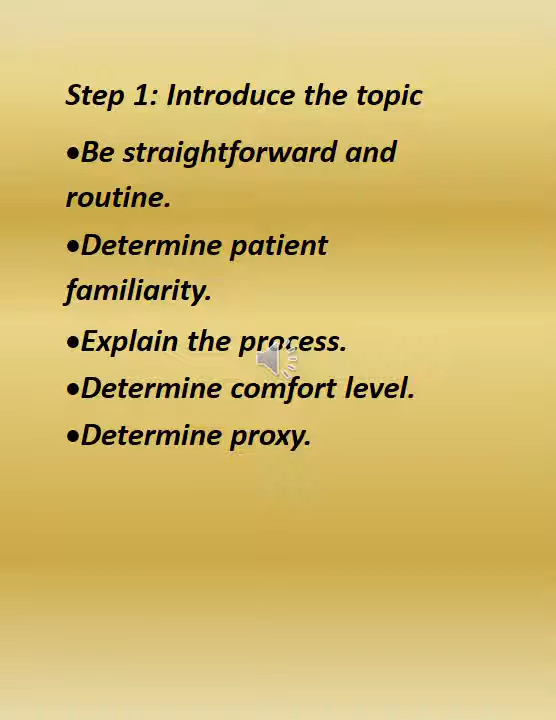 Step 1: Introduce the topic
•Be straightforward and
routine.
•Determine patient
familiarity.
•Explain the process.
•Determine comfort level.
•Determine proxy.